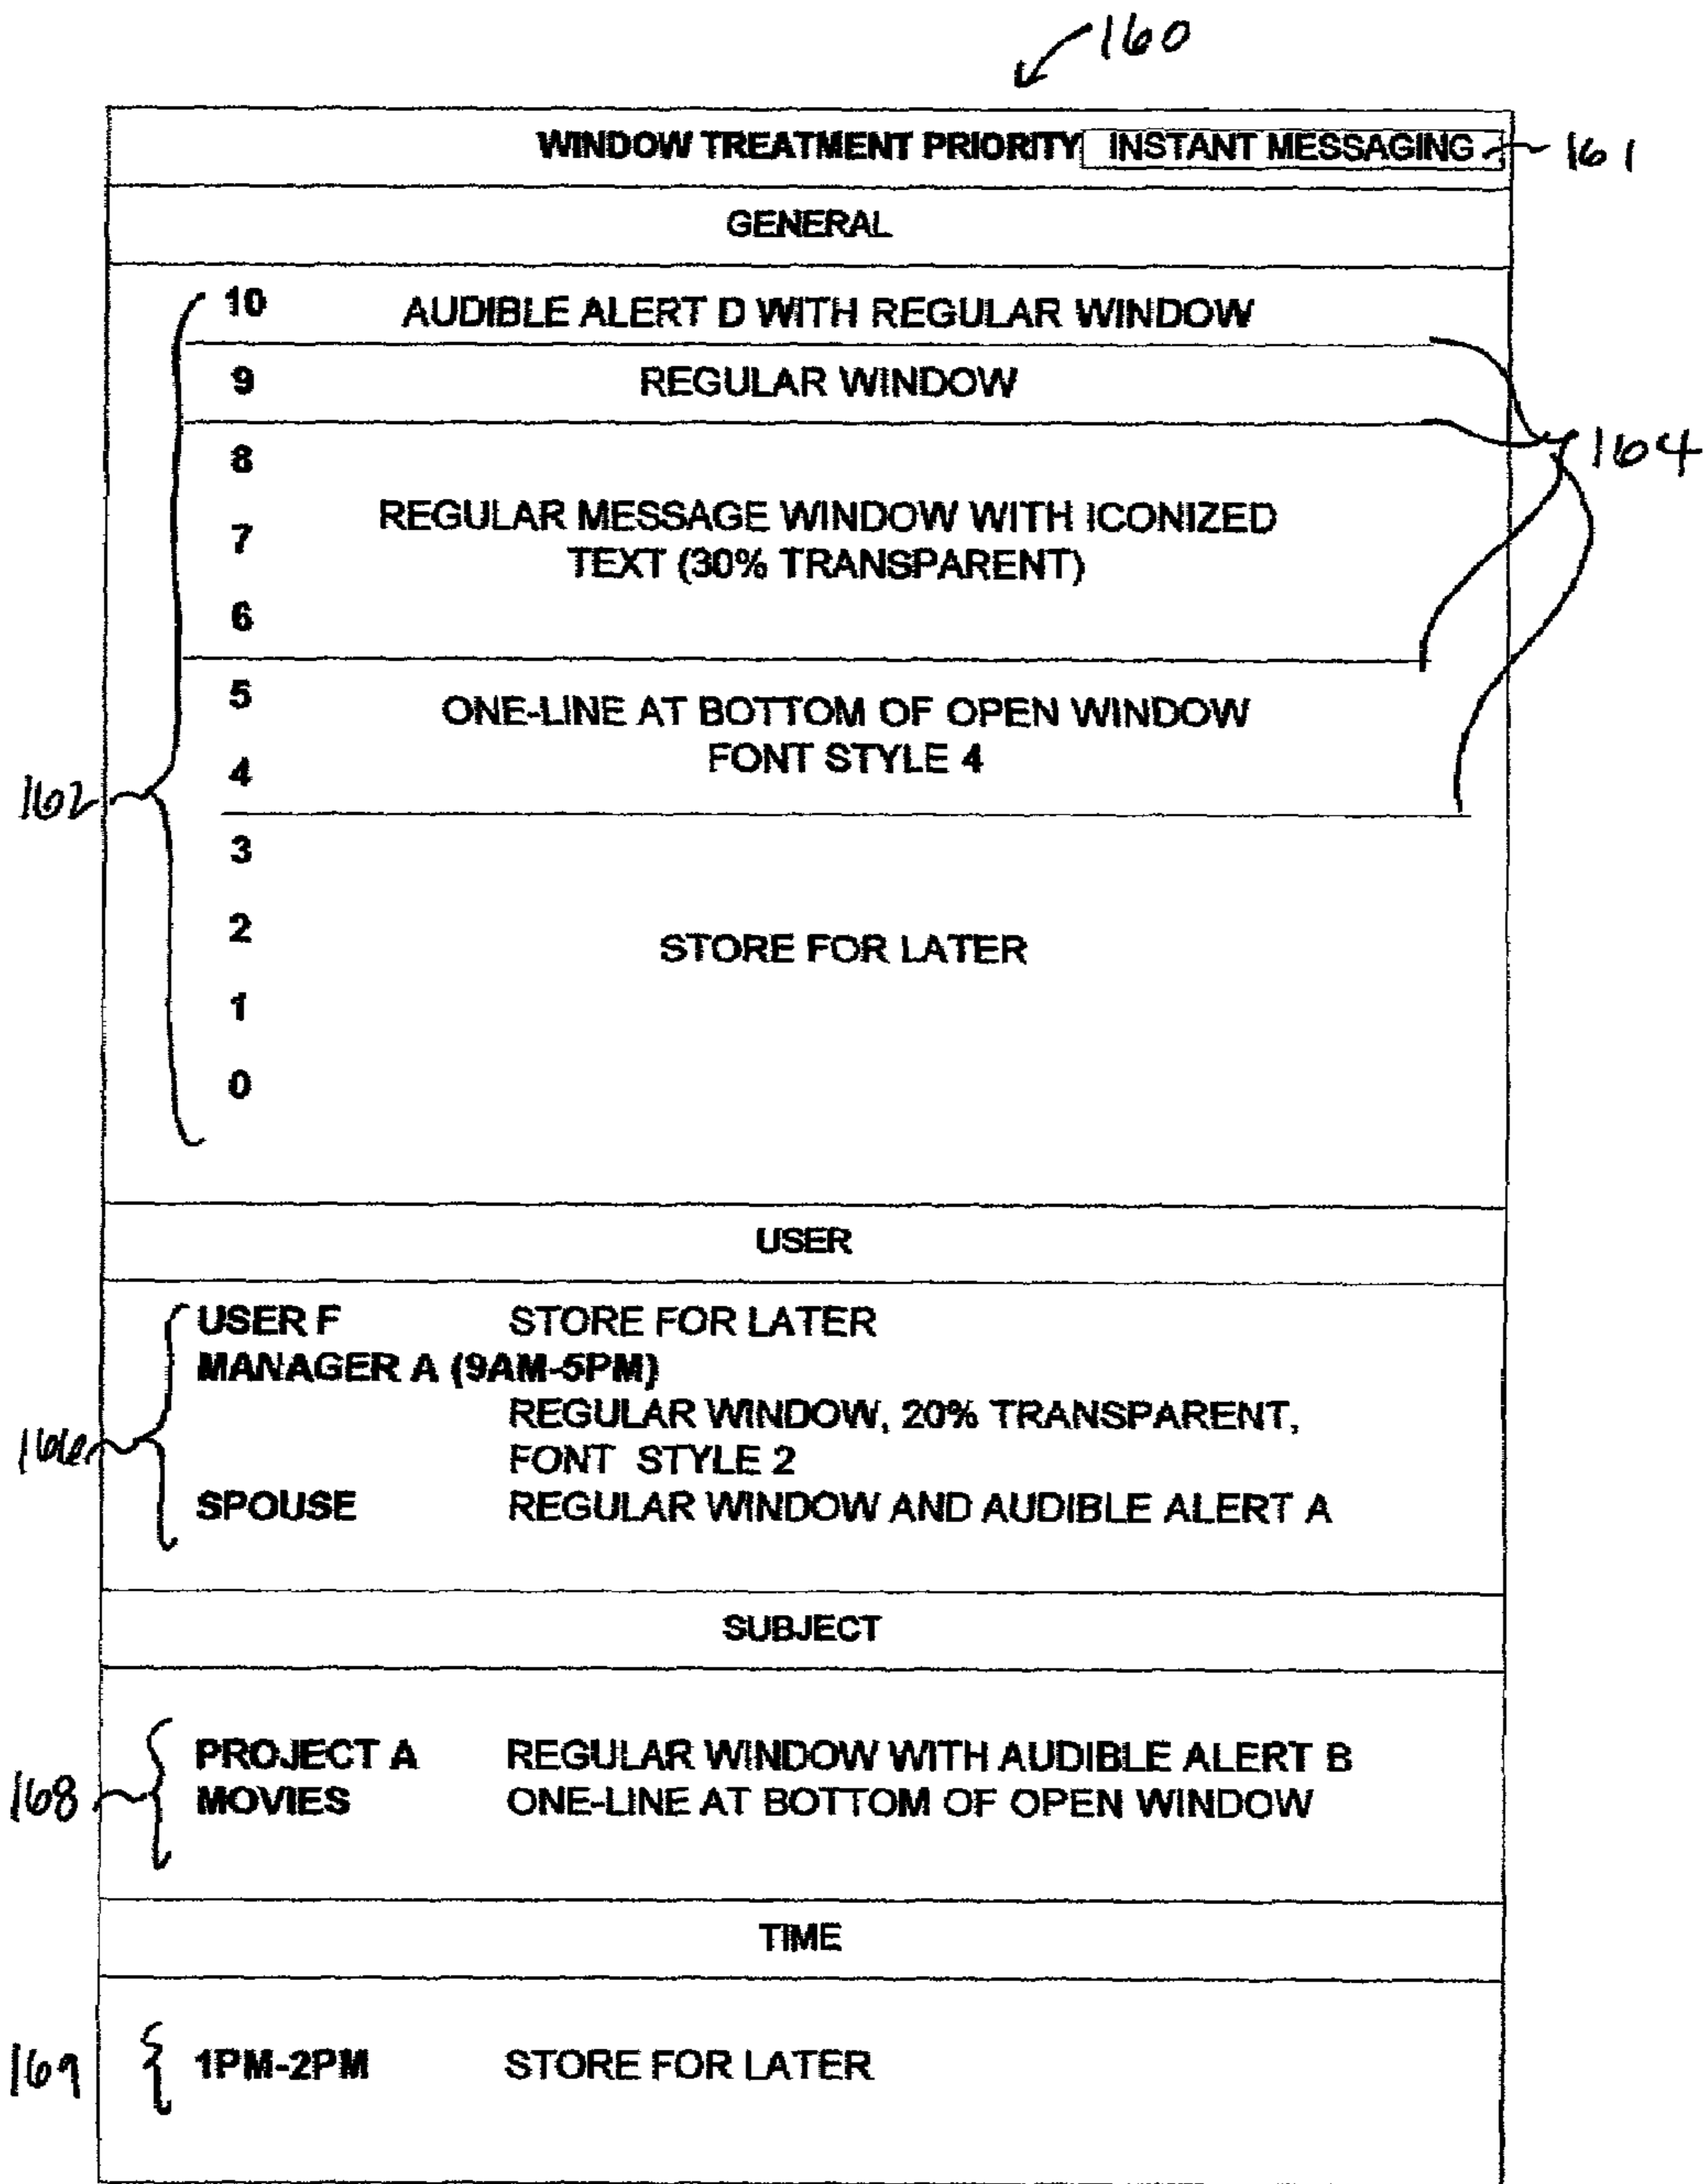 160
WINDOW TREATMENT PRIORITY INSTANT MESSAGING 161
GENERAL
10 AUDIBLE ALERT D WITH REGULAR WINDOW
9 REGULAR WINDOW
8
164
7 REGULAR MESSAGE WINDOW WITH ICONIZED
TEXT (30% TRANSPARENT)
6
5 ONE-LINE AT BOTTOM OF OPEN WINDOW
4 FONT STYLE 4
162
3
2 STORE FOR LATER
1
0
USER
USER F STORE FOR LATER
MANAGER A (9AM-5PM)
REGULAR WINDOW, 20% TRANSPARENT,
166 FONT STYLE 2
SPOUSE REGULAR WINDOW AND AUDIBLE ALERT A
SUBJECT
PROJECT A REGULAR WINDOW WITH AUDIBLE ALERT B
168 MOVIES ONE-LINE AT BOTTOM OF OPEN WINDOW
TIME
169 1PM-2PM STORE FOR LATER